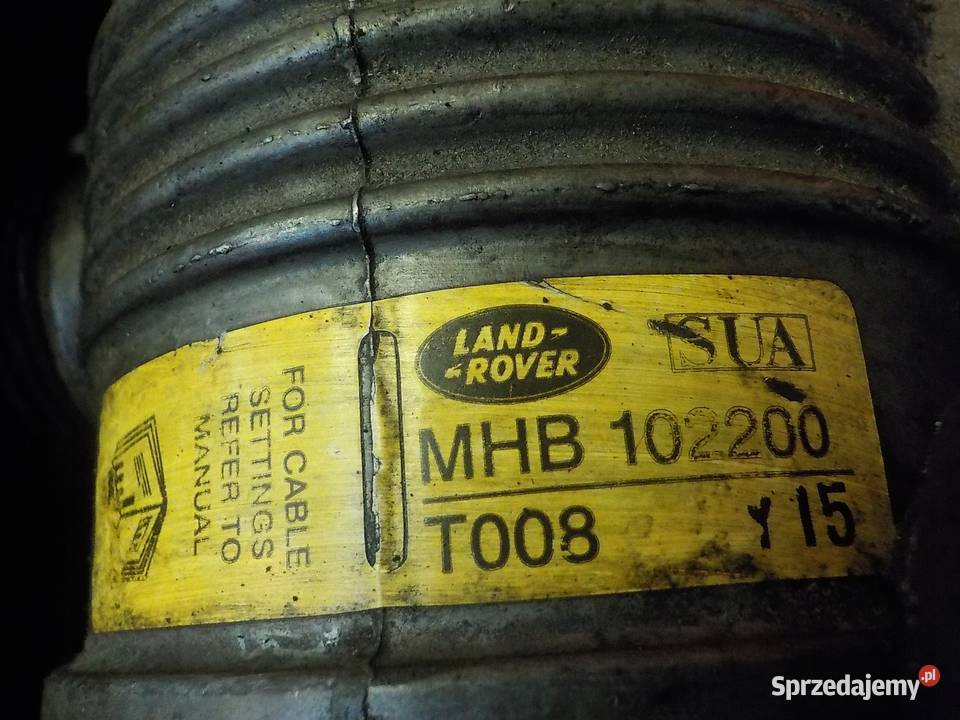 FOR CABLE
SETTINGS
REFER TO
MANUAL
LAND-
-ROVER
SUA
MHB 102200
T008
Y 15
Sprzedajemy.pl